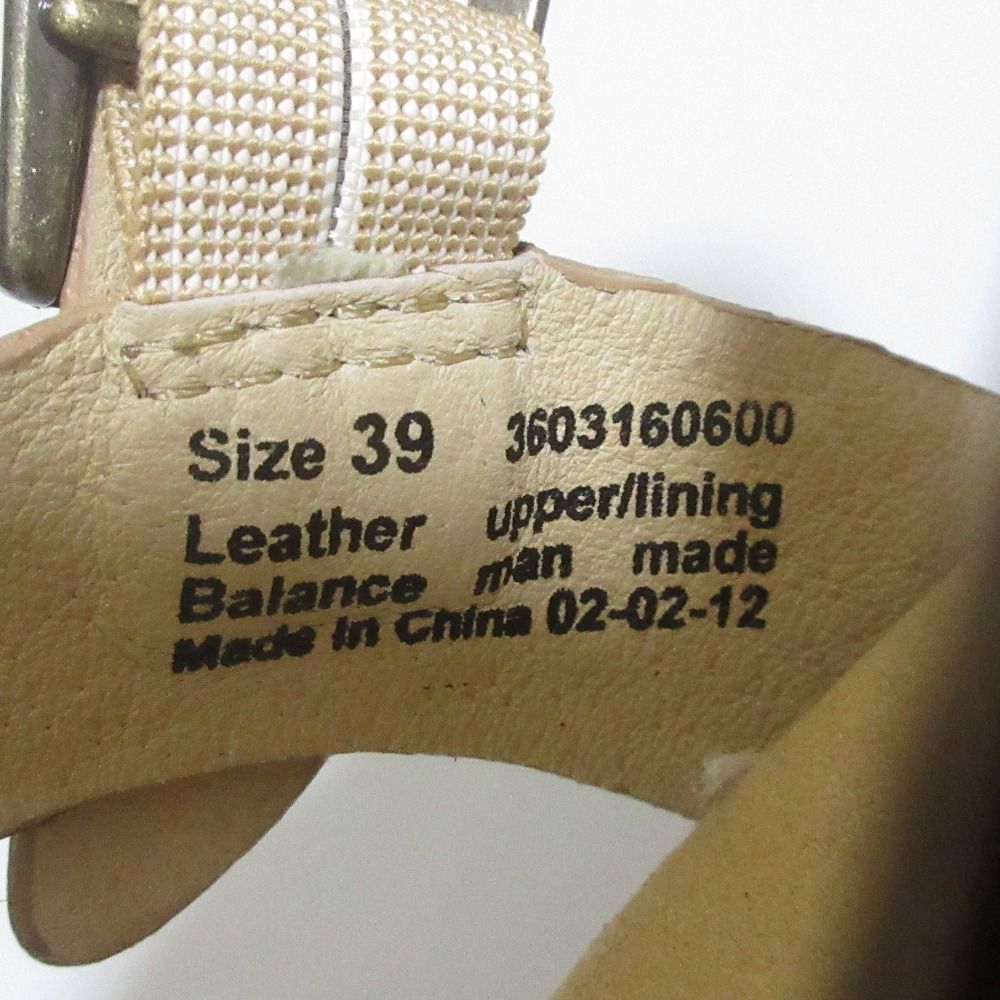 Size 39 3603160600
Leather upper/lining
Balance man made
Made in China 02-02-12